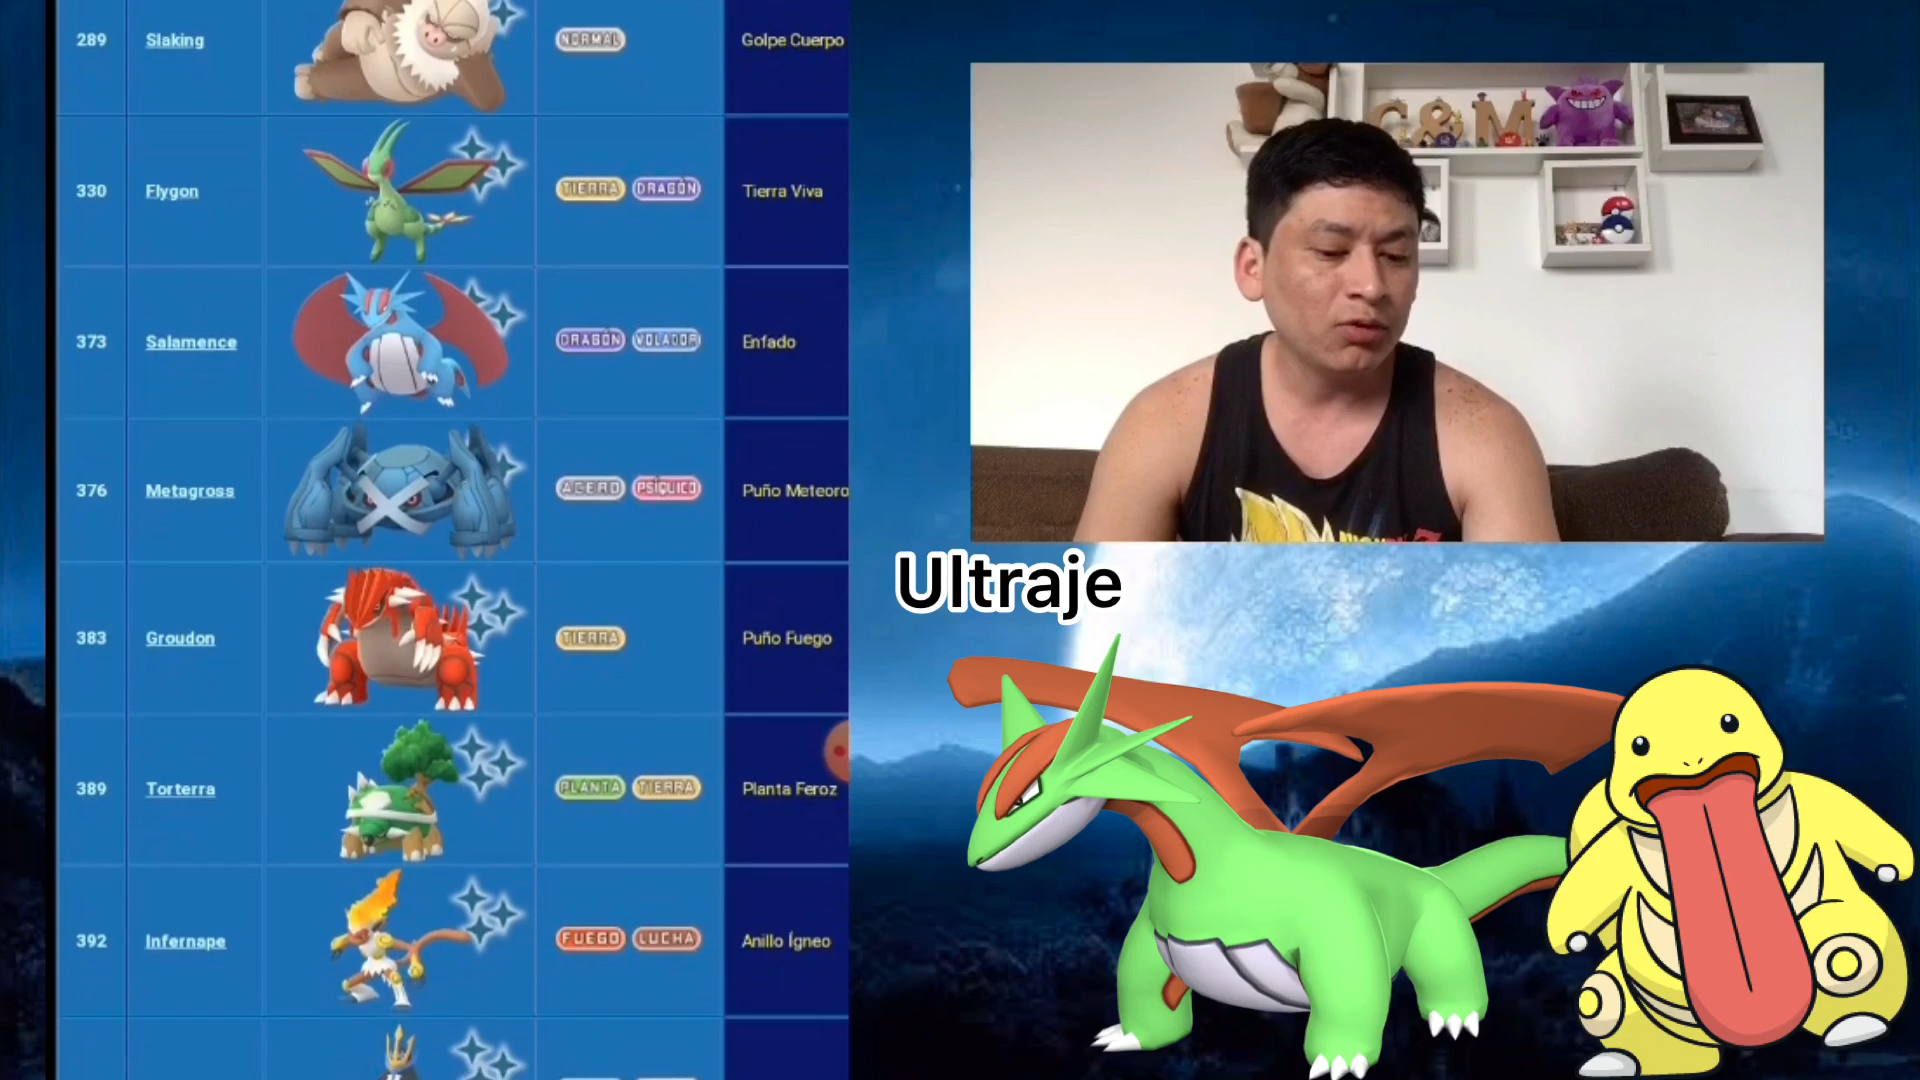 289 Slaking NORMAL Golpe Cuerpo
330 Flygon TIERRA DRAGÓN Tierra Viva
373 Salamence DRAGÓN VOLADOR Enfado
376 Metagross ACERO PSÍQUICO Puño Meteoro
383 Groudon TIERRA Puño Fuego
389 Torterra PLANTA TIERRA Planta Feroz
392 Infernape FUEGO LUCHA Anillo Ígneo
C&M
Ultraje